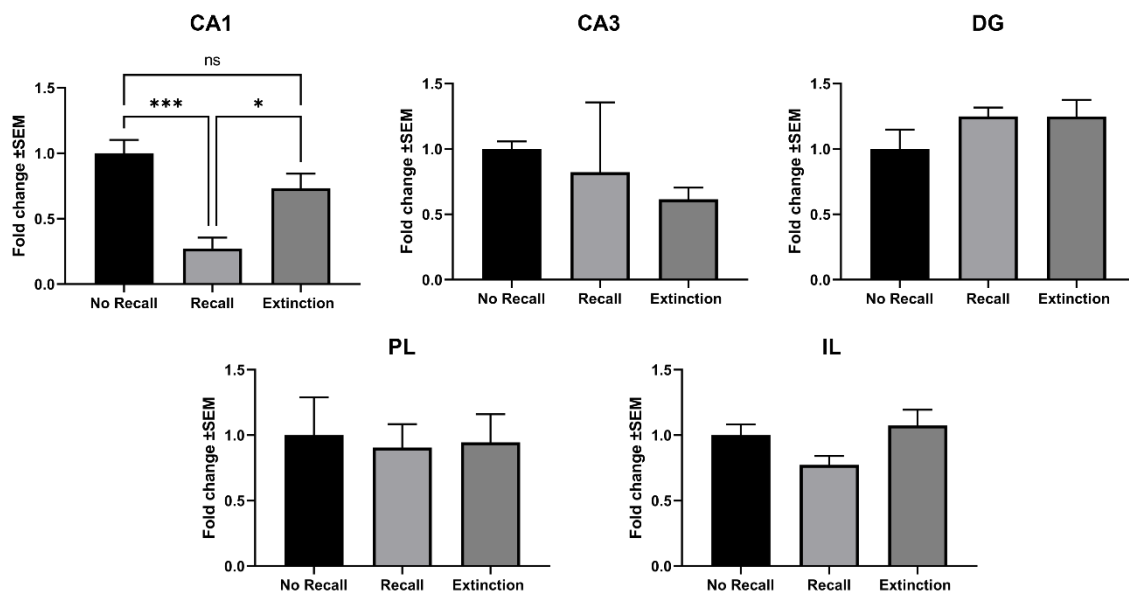 CA1
ns
***
*
Fold change ±SEM
1.5
1.0
0.5
0.0
No Recall Recall Extinction
CA3
Fold change ±SEM
1.5
1.0
0.5
0.0
No Recall Recall Extinction
DG
Fold change ±SEM
1.5
1.0
0.5
0.0
No Recall Recall Extinction
PL
Fold change ±SEM
1.5
1.0
0.5
0.0
No Recall Recall Extinction
IL
Fold change ±SEM
1.5
1.0
0.5
0.0
No Recall Recall Extinction